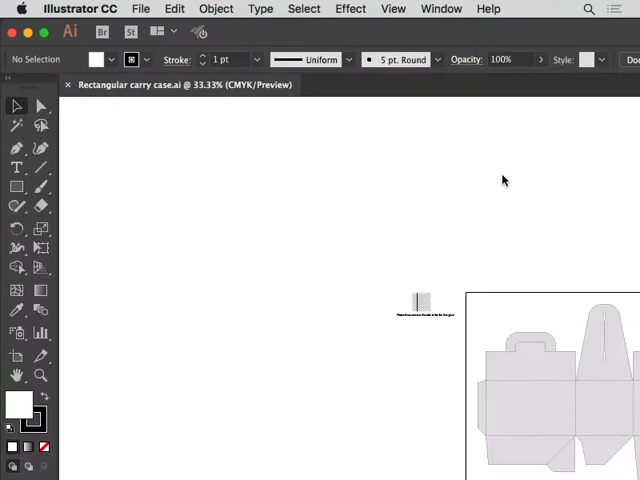 Illustrator CC File Edit Object Type Select Effect View Window Help
Ai Br St
No Selection Stroke: 1 pt Uniform 5 pt. Round Opacity: 100% Style: Doc
× Rectangular carry case.ai @ 33.33% (CMYK/Preview)